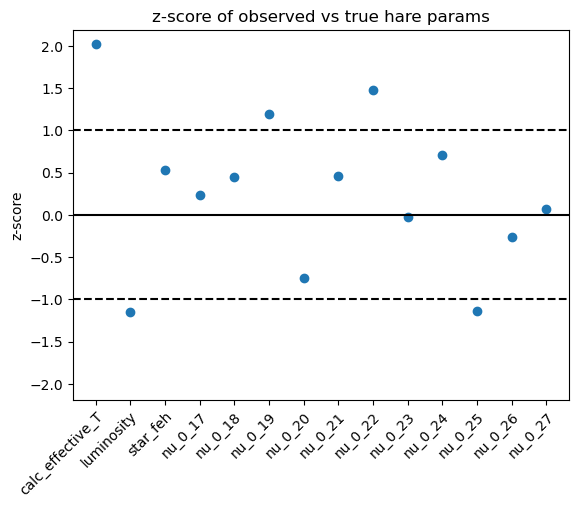 z-score of observed vs true hare params
z-score
2.0
1.5
1.0
0.5
0.0
−0.5
−1.0
−1.5
−2.0
calc_effective_T
luminosity
star_feh
nu_0_17
nu_0_18
nu_0_19
nu_0_20
nu_0_21
nu_0_22
nu_0_23
nu_0_24
nu_0_25
nu_0_26
nu_0_27